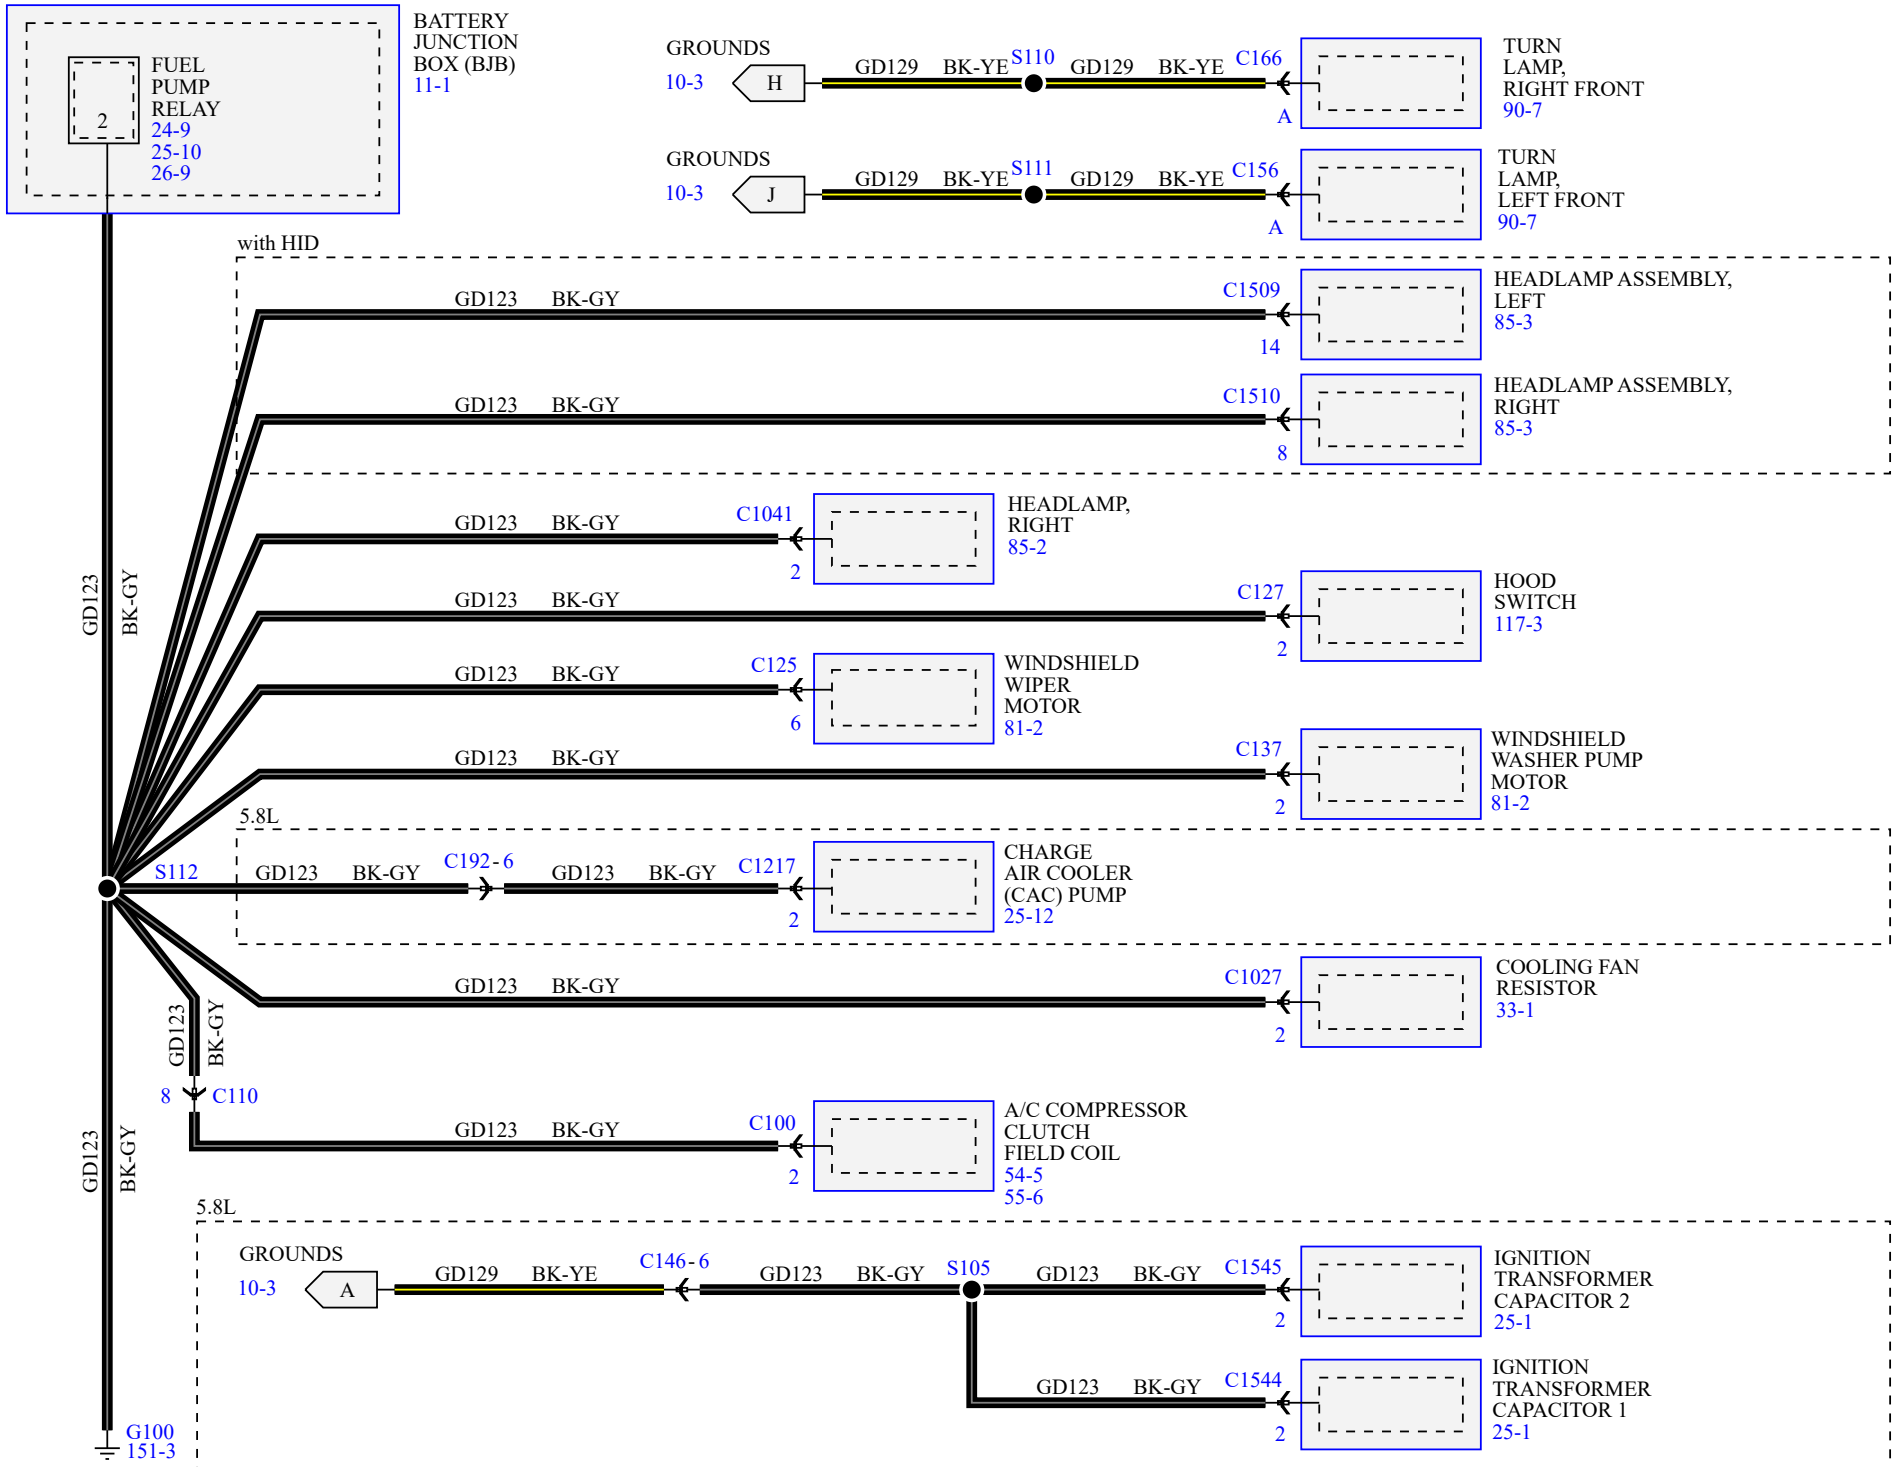 BATTERY
JUNCTION
BOX (BJB)
11-1
FUEL
PUMP
RELAY
24-9
25-10
26-9
2
GROUNDS
10-3
H
GD129 BK-YE
S110
GD129 BK-YE
C166
A
TURN
LAMP,
RIGHT FRONT
90-7
GROUNDS
10-3
J
GD129 BK-YE
S111
GD129 BK-YE
C156
A
TURN
LAMP,
LEFT FRONT
90-7
with HID
GD123 BK-GY
C1509
14
HEADLAMP ASSEMBLY,
LEFT
85-3
GD123 BK-GY
C1510
8
HEADLAMP ASSEMBLY,
RIGHT
85-3
GD123 BK-GY
C1041
2
HEADLAMP,
RIGHT
85-2
GD123 BK-GY
GD123 BK-GY
C127
2
HOOD
SWITCH
117-3
GD123 BK-GY
C125
6
WINDSHIELD
WIPER
MOTOR
81-2
GD123 BK-GY
C137
2
WINDSHIELD
WASHER PUMP
MOTOR
81-2
5.8L
S112
GD123 BK-GY
C192-6
GD123 BK-GY
C1217
2
CHARGE
AIR COOLER
(CAC) PUMP
25-12
GD123 BK-GY
C1027
2
COOLING FAN
RESISTOR
33-1
GD123 BK-GY
8 C110
GD123 BK-GY
C100
2
A/C COMPRESSOR
CLUTCH
FIELD COIL
54-5
55-6
GD123 BK-GY
5.8L
GROUNDS
10-3
A
GD129 BK-YE
C146-6
GD123 BK-GY
S105
GD123 BK-GY
C1545
2
IGNITION
TRANSFORMER
CAPACITOR 2
25-1
GD123 BK-GY
C1544
2
IGNITION
TRANSFORMER
CAPACITOR 1
25-1
G100
151-3